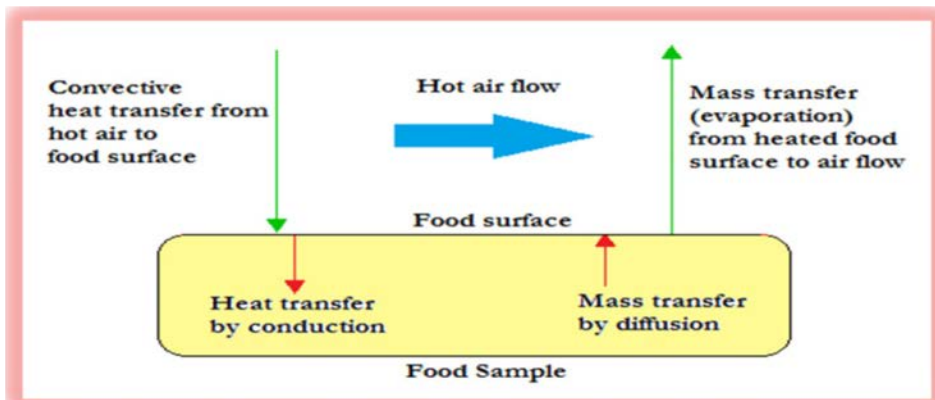 Convective
heat transfer from
hot air to
food surface
Hot air flow
Mass transfer
(evaporation)
from heated food
surface to air flow
Food surface
Heat transfer
by conduction
Mass transfer
by diffusion
Food Sample